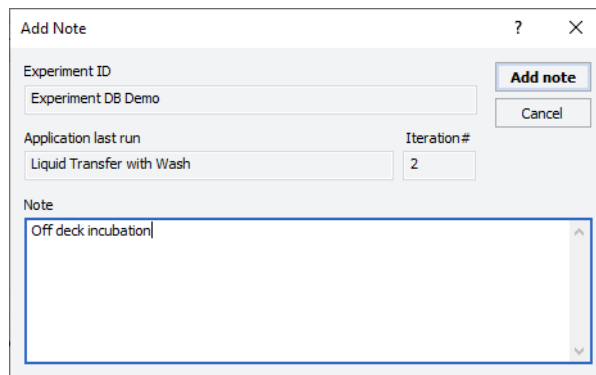 Add Note
?
Experiment ID
Experiment DB Demo
Add note
Cancel
Application last run
Iteration#
Liquid Transfer with Wash
2
Note
Off deck incubation